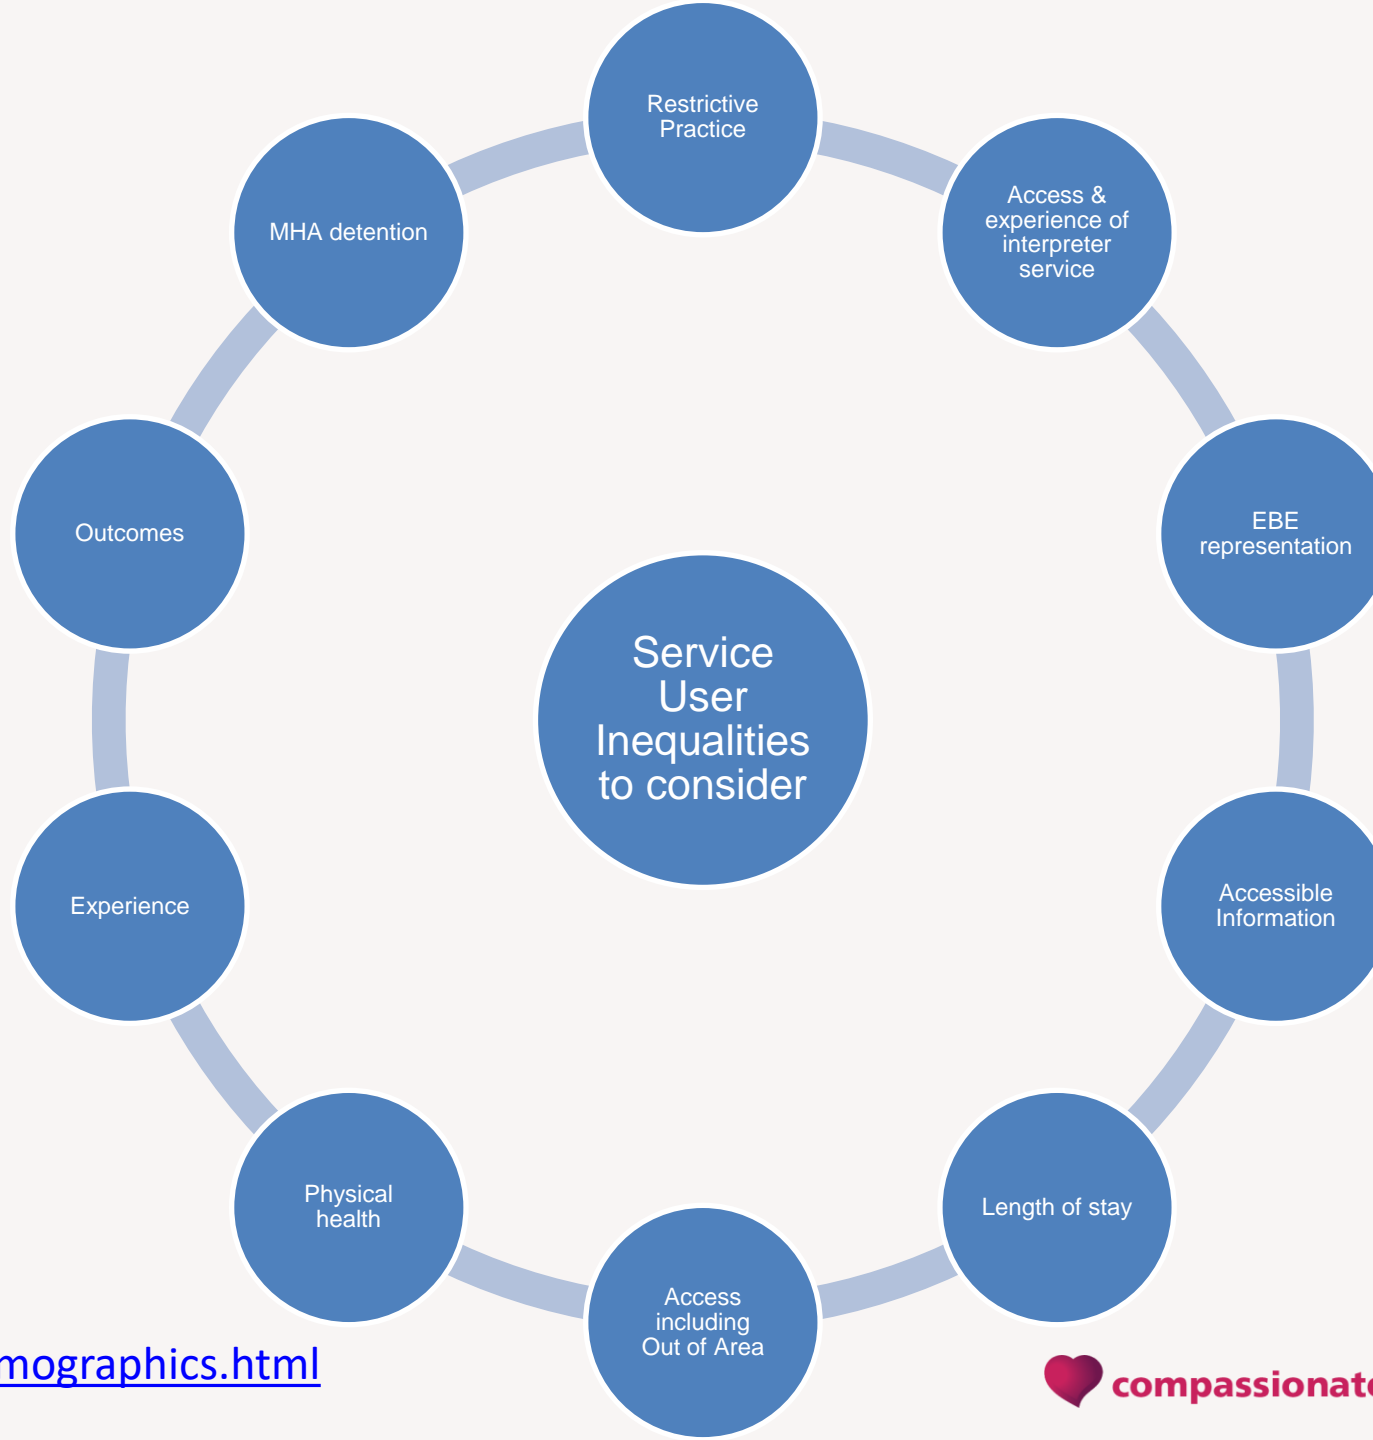 Restrictive
Practice
Access &
experience of
interpreter
service
EBE
representation
Accessible
Information
Length of stay
Access
including
Out of Area
Physical
health
Experience
Outcomes
MHA detention
Service
User
Inequalities
to consider
mographics.html
compassionate